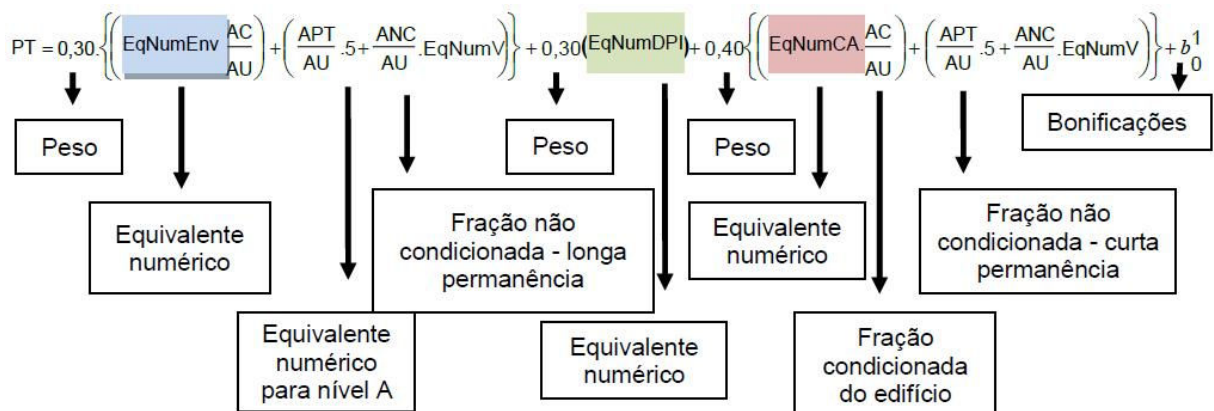 PT = 0,30.{(EqNumEnv AC/AU) + (APT/AU .5 + ANC/AU .EqNumV)} + 0,30(EqNumDPI) + 0,40{(EqNumCA. AC/AU) + (APT/AU .5 + ANC/AU .EqNumV)} + b 1 0
Peso
Peso
Peso
Bonificações
Equivalente
numérico
Fração não
condicionada - longa
permanência
Equivalente
numérico
Fração não
condicionada - curta
permanência
Equivalente
numérico
para nível A
Equivalente
numérico
Fração
condicionada
do edifício